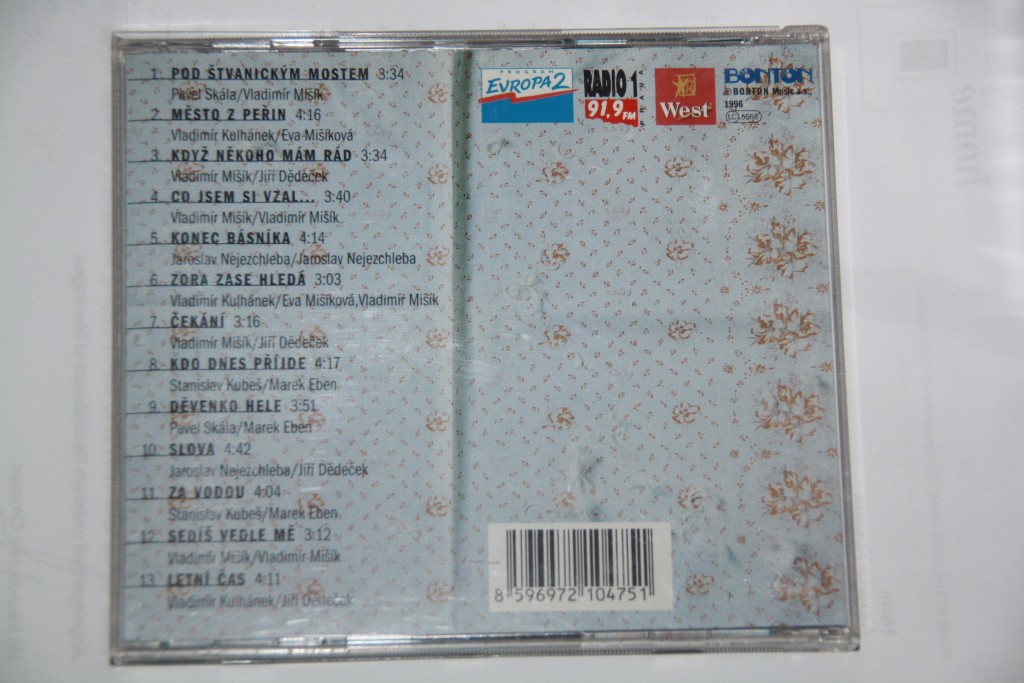 1. POD ŠTVANICKÝM MOSTEM 3:34
Pavel Skála/Vladimír Mišík
2. MĚSTO Z PEŘIN 4:16
Vladimír Kulhánek/Eva Mišíková
3. KDYŽ NĚKOHO MÁM RÁD 3:34
Vladimír Mišík/Jiří Dědeček
4. CO JSEM SI VZAL... 3:40
Vladimír Mišík/Vladimír Mišík
5. KONEC BÁSNÍKA 4:14
Jaroslav Nejezchleba/Jaroslav Nejezchleba
6. ZORA ZASE HLEDÁ 3:03
Vladimír Kulhánek/Eva Mišíková,Vladimír Mišík
7. ČEKÁNÍ 3:16
Vladimír Mišík/Jiří Dědeček
8. KDO DNES PŘÍJDE 4:17
Stanislav Kubeš/Marek Eben
9. DĚVENKO HELE 3:51
Pavel Skála/Marek Eben
10. SLOVA 4:42
Jaroslav Nejezchleba/Jiří Dědeček
11. ZA VODOU 4:04
Stanislav Kubeš/Marek Eben
12. SEDÍŠ VEDLE MĚ 3:12
Vladimír Mišík/Vladimír Mišík
13. LETNÍ ČAS 4:11
Vladimír Kulhánek/Jiří Dědeček
PROGRAM
EVROPA 2
RADIO 1
91.9 FM
PRAHA
West
BONTON
℗ BONTON Music a.s.,
1996
LC 5668
8 596972 104751
home